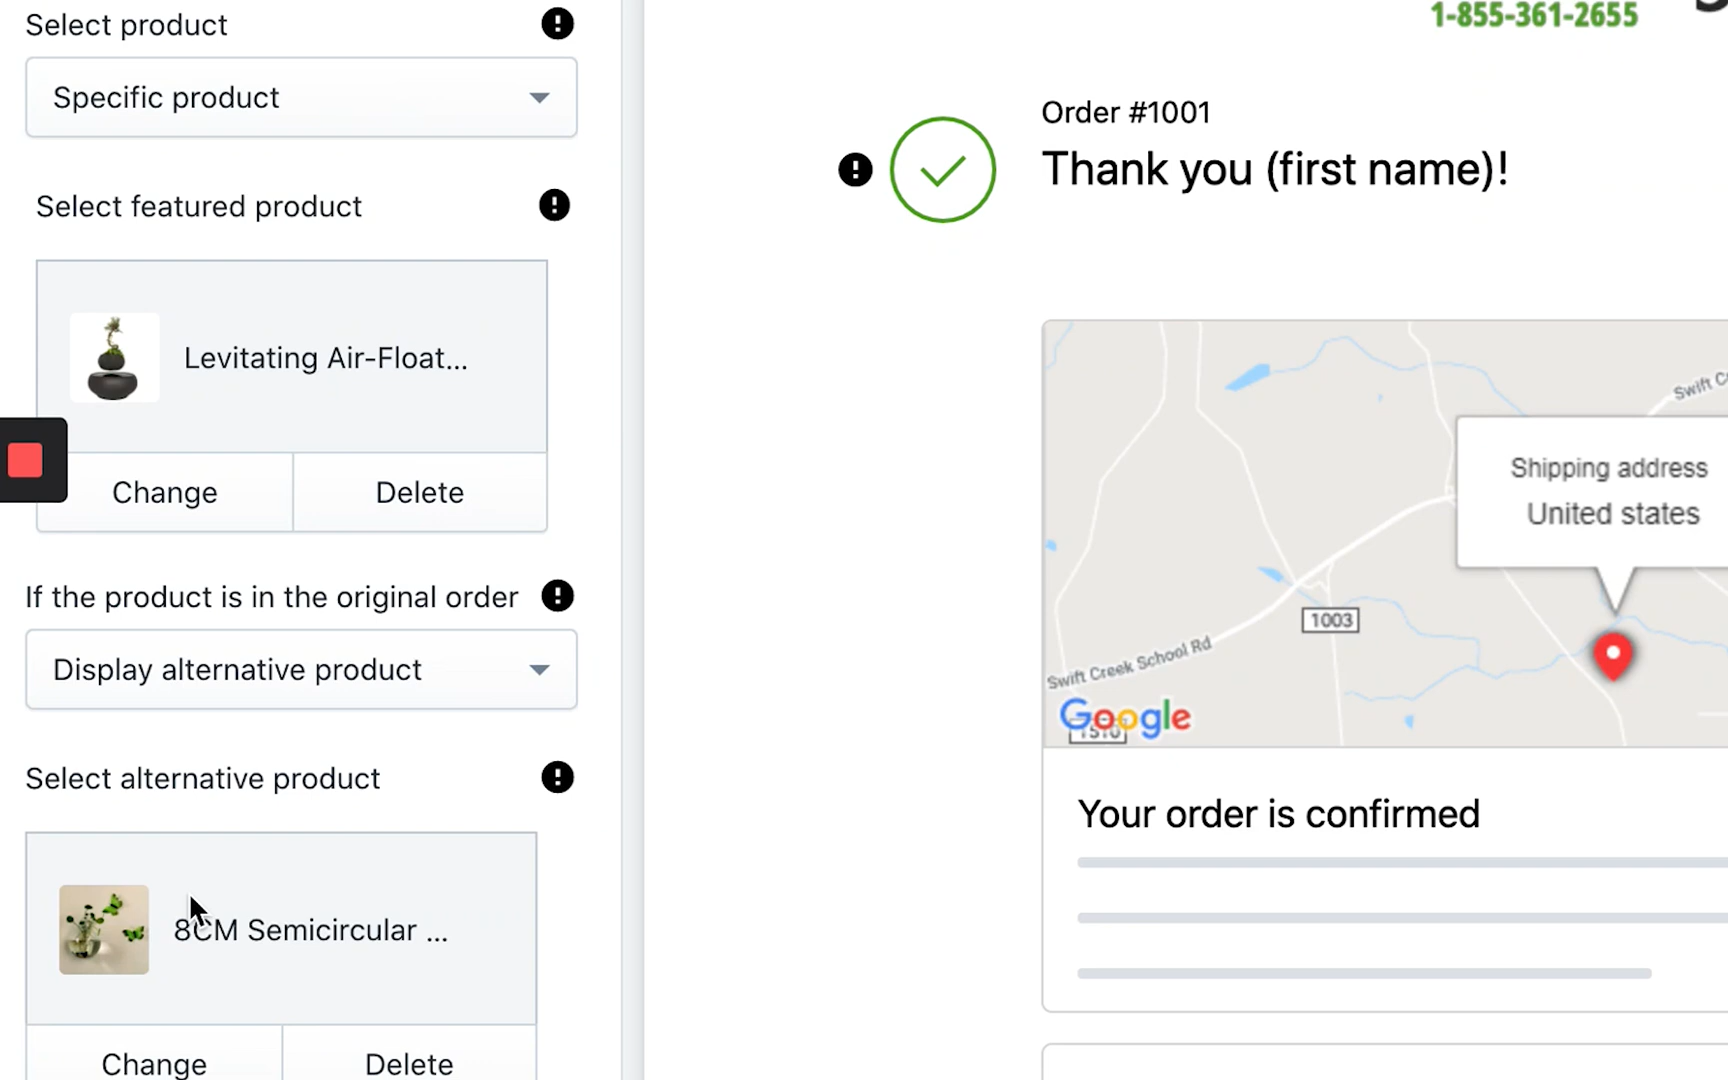 Select product
Specific product
Select featured product
Levitating Air-Float...
Change
Delete
If the product is in the original order
Display alternative product
Select alternative product
8CM Semicircular ...
Change
Delete
1-855-361-2655
Order #1001
Thank you (first name)!
Swift C
Shipping address
United states
1003
Swift Creek School Rd
Google
1510
Your order is confirmed